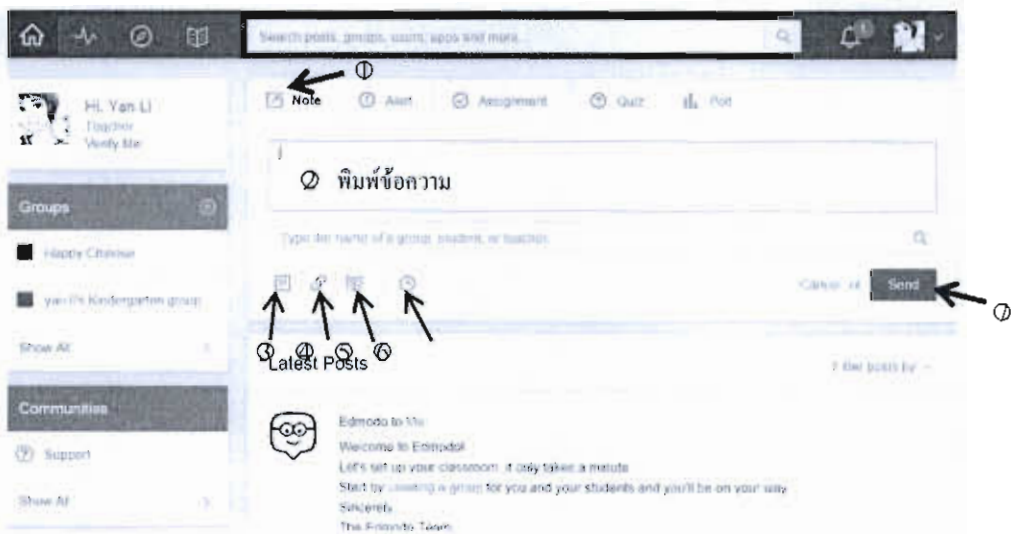 Search posts, groups, users, apps and more...
①
Note Alert Assignment Quiz Poll
Hi, Yan Li
Teacher
Verify Me
② พิมพ์ข้อความ
Groups
Type the name of a group, student, or teacher
Happy Chinese
yan li's Kindergarten group
Cancel or Send
⑦
Show All
③ ④ ⑤ ⑥
Latest Posts
Filter posts by
Communities
Edmodo to Me
Welcome to Edmodo!
Support
Let's set up your classroom, it only takes a minute
Start by creating a group for you and your students and you'll be on your way
Show All
Sincerely
The Edmodo Team